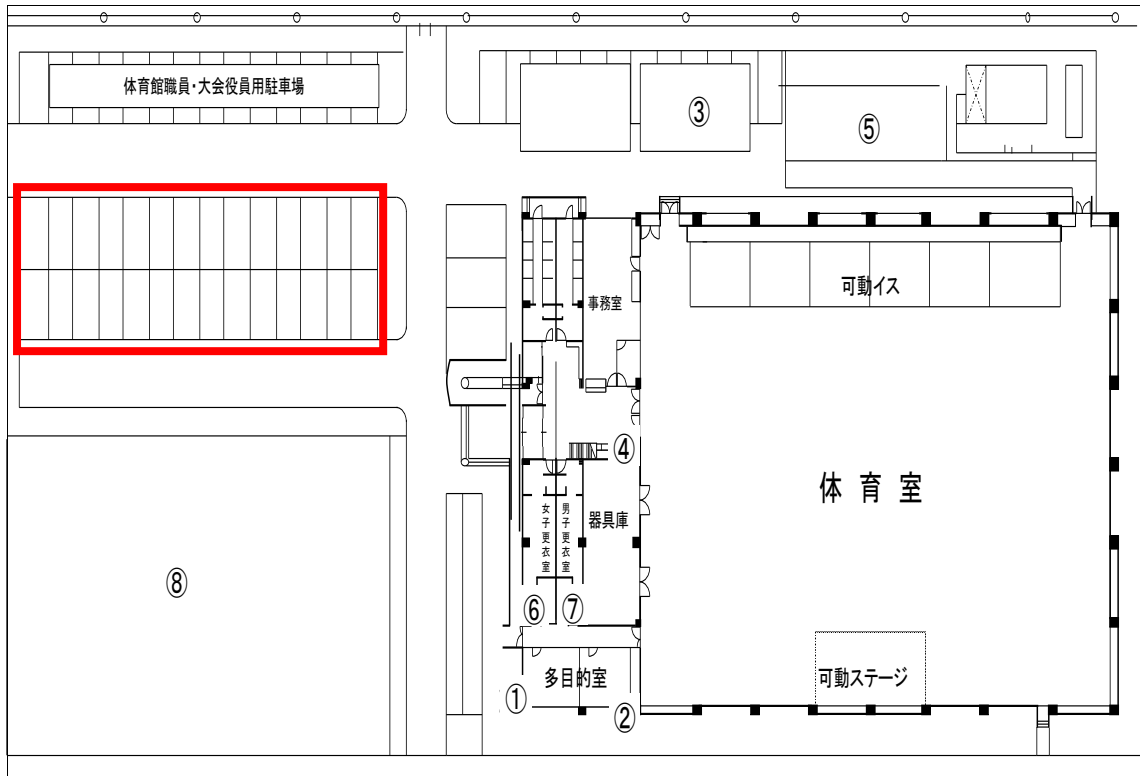 体育館職員・大会役員用駐車場
③
⑤
事務室
可動イス
④
体育室
女子更衣室
男子更衣室
器具庫
⑧
⑥
⑦
多目的室
可動ステージ
①
②